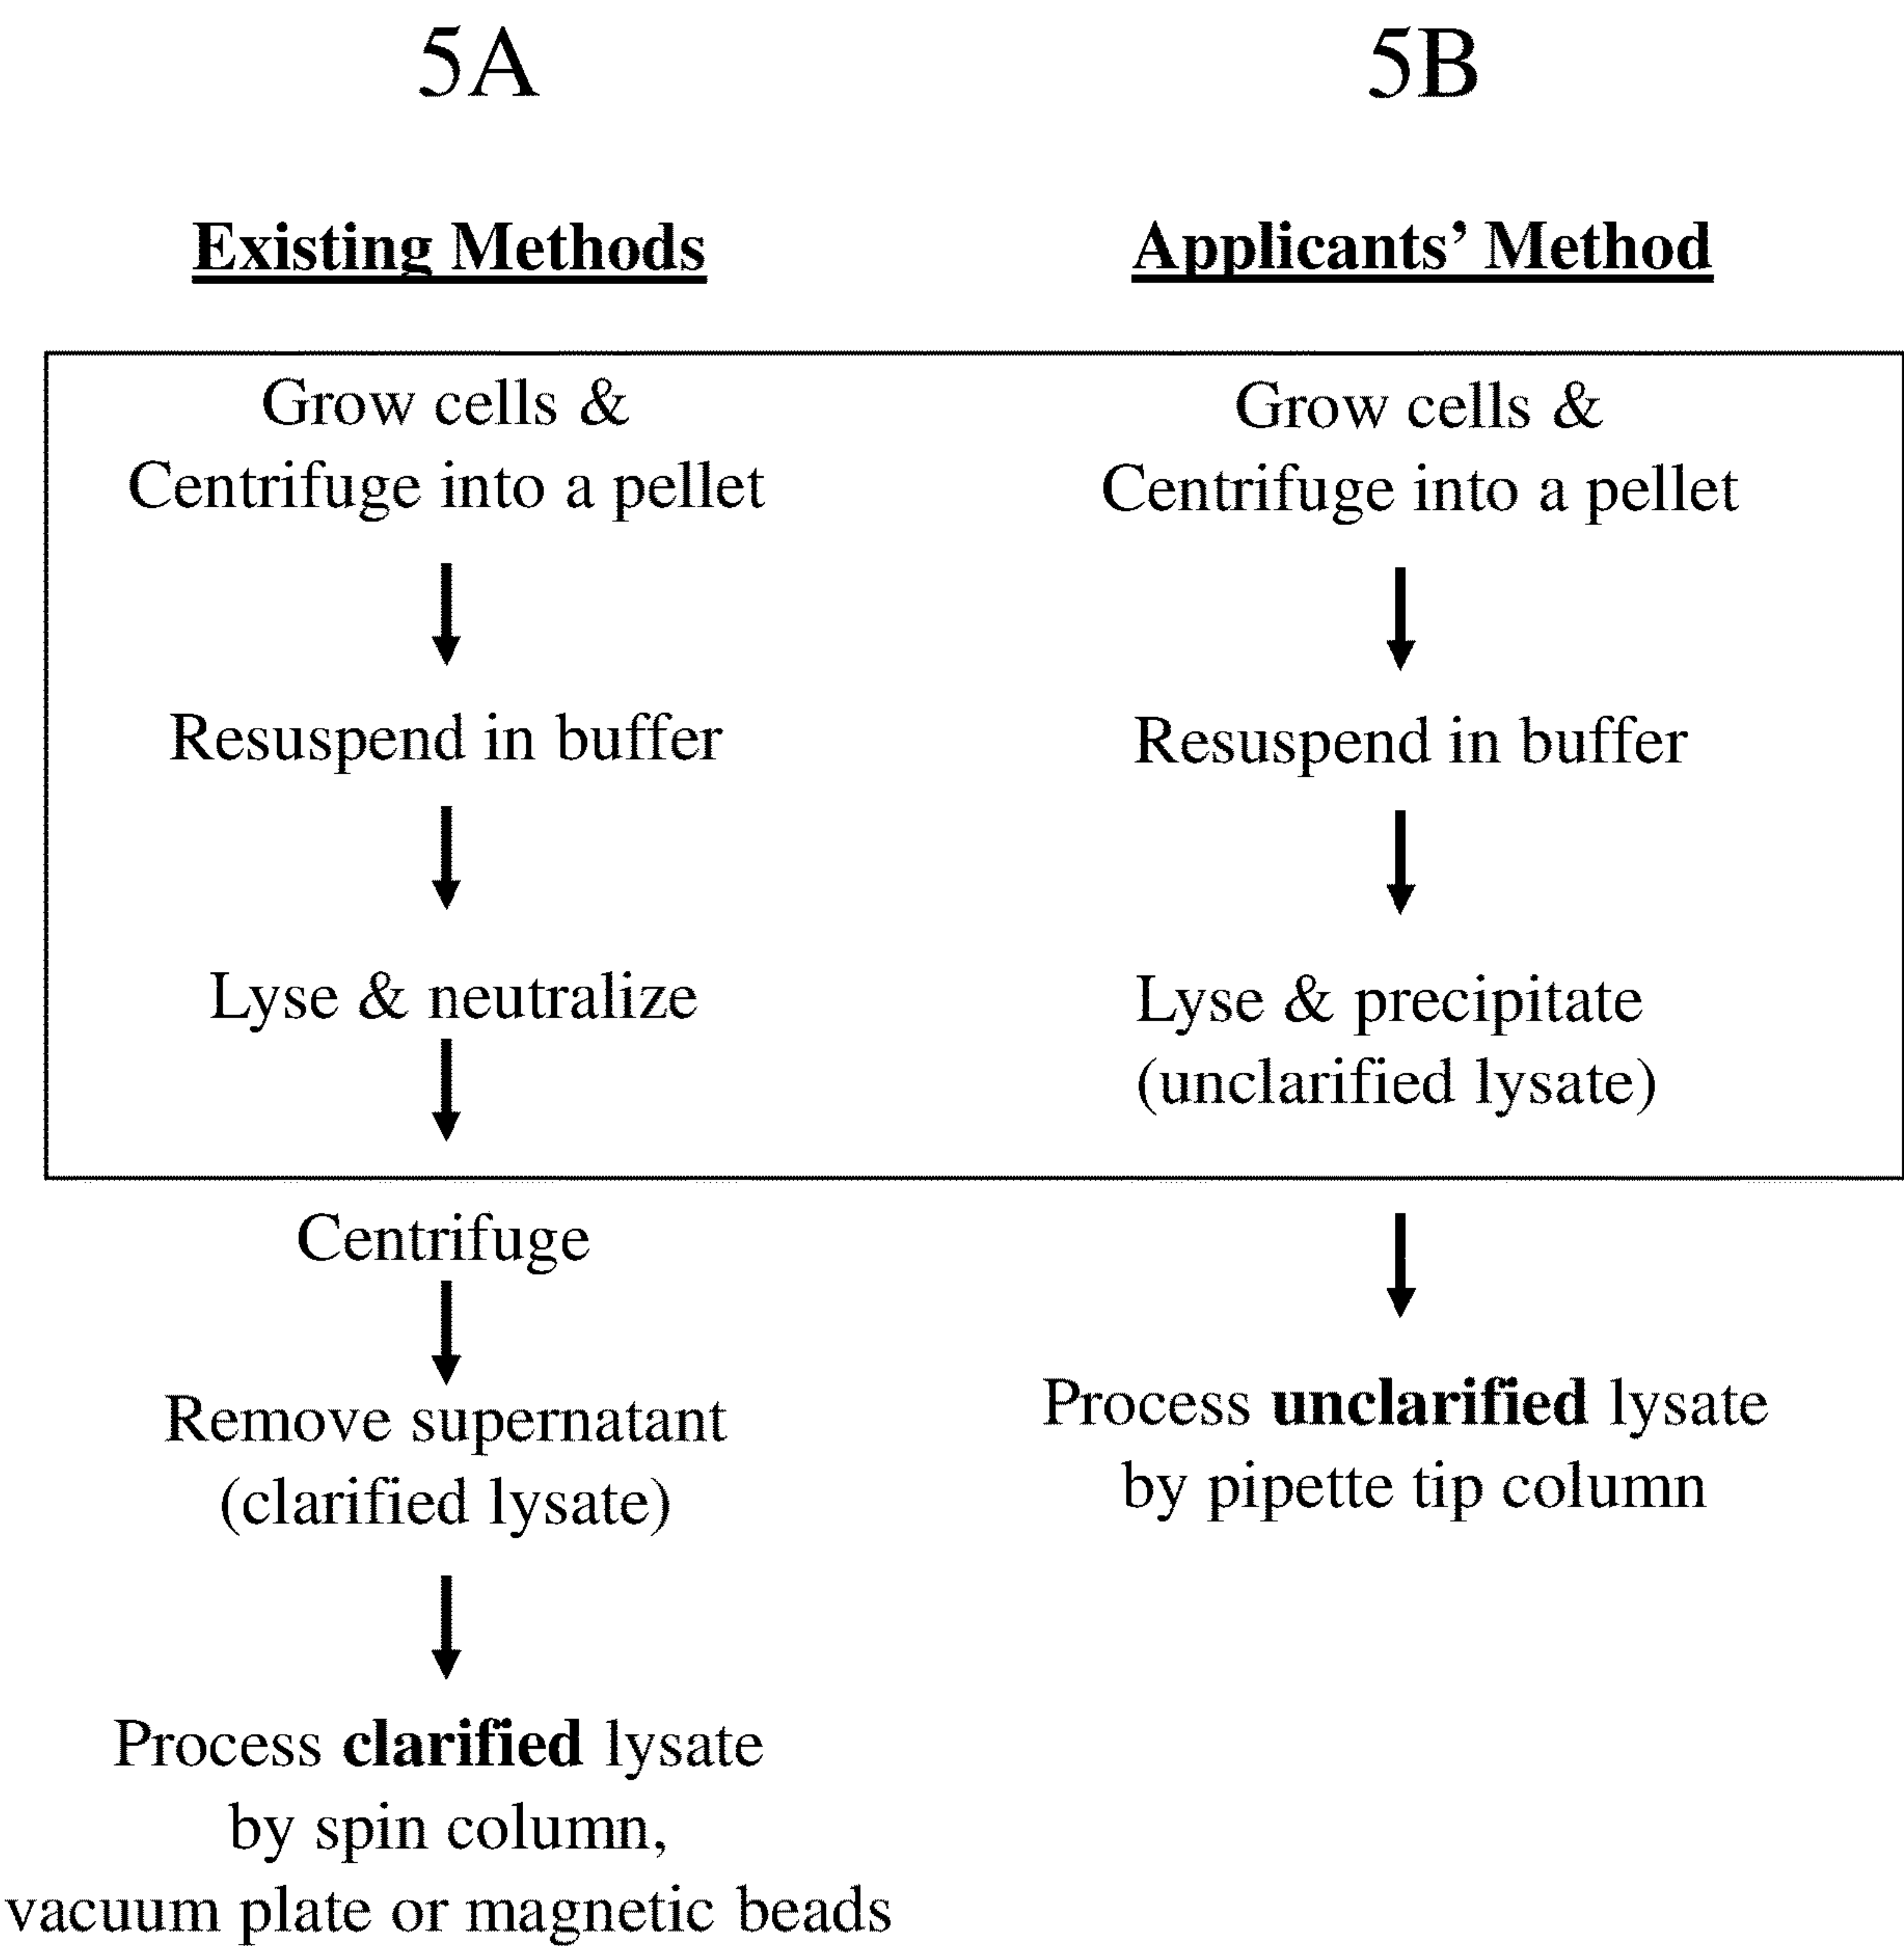 5A
5B
Existing Methods
Applicants’ Method
Grow cells &
Centrifuge into a pellet
Resuspend in buffer
Lyse & neutralize
Centrifuge
Remove supernatant
(clarified lysate)
Process clarified lysate
by spin column,
vacuum plate or magnetic beads
Grow cells &
Centrifuge into a pellet
Resuspend in buffer
Lyse & precipitate
(unclarified lysate)
Process unclarified lysate
by pipette tip column